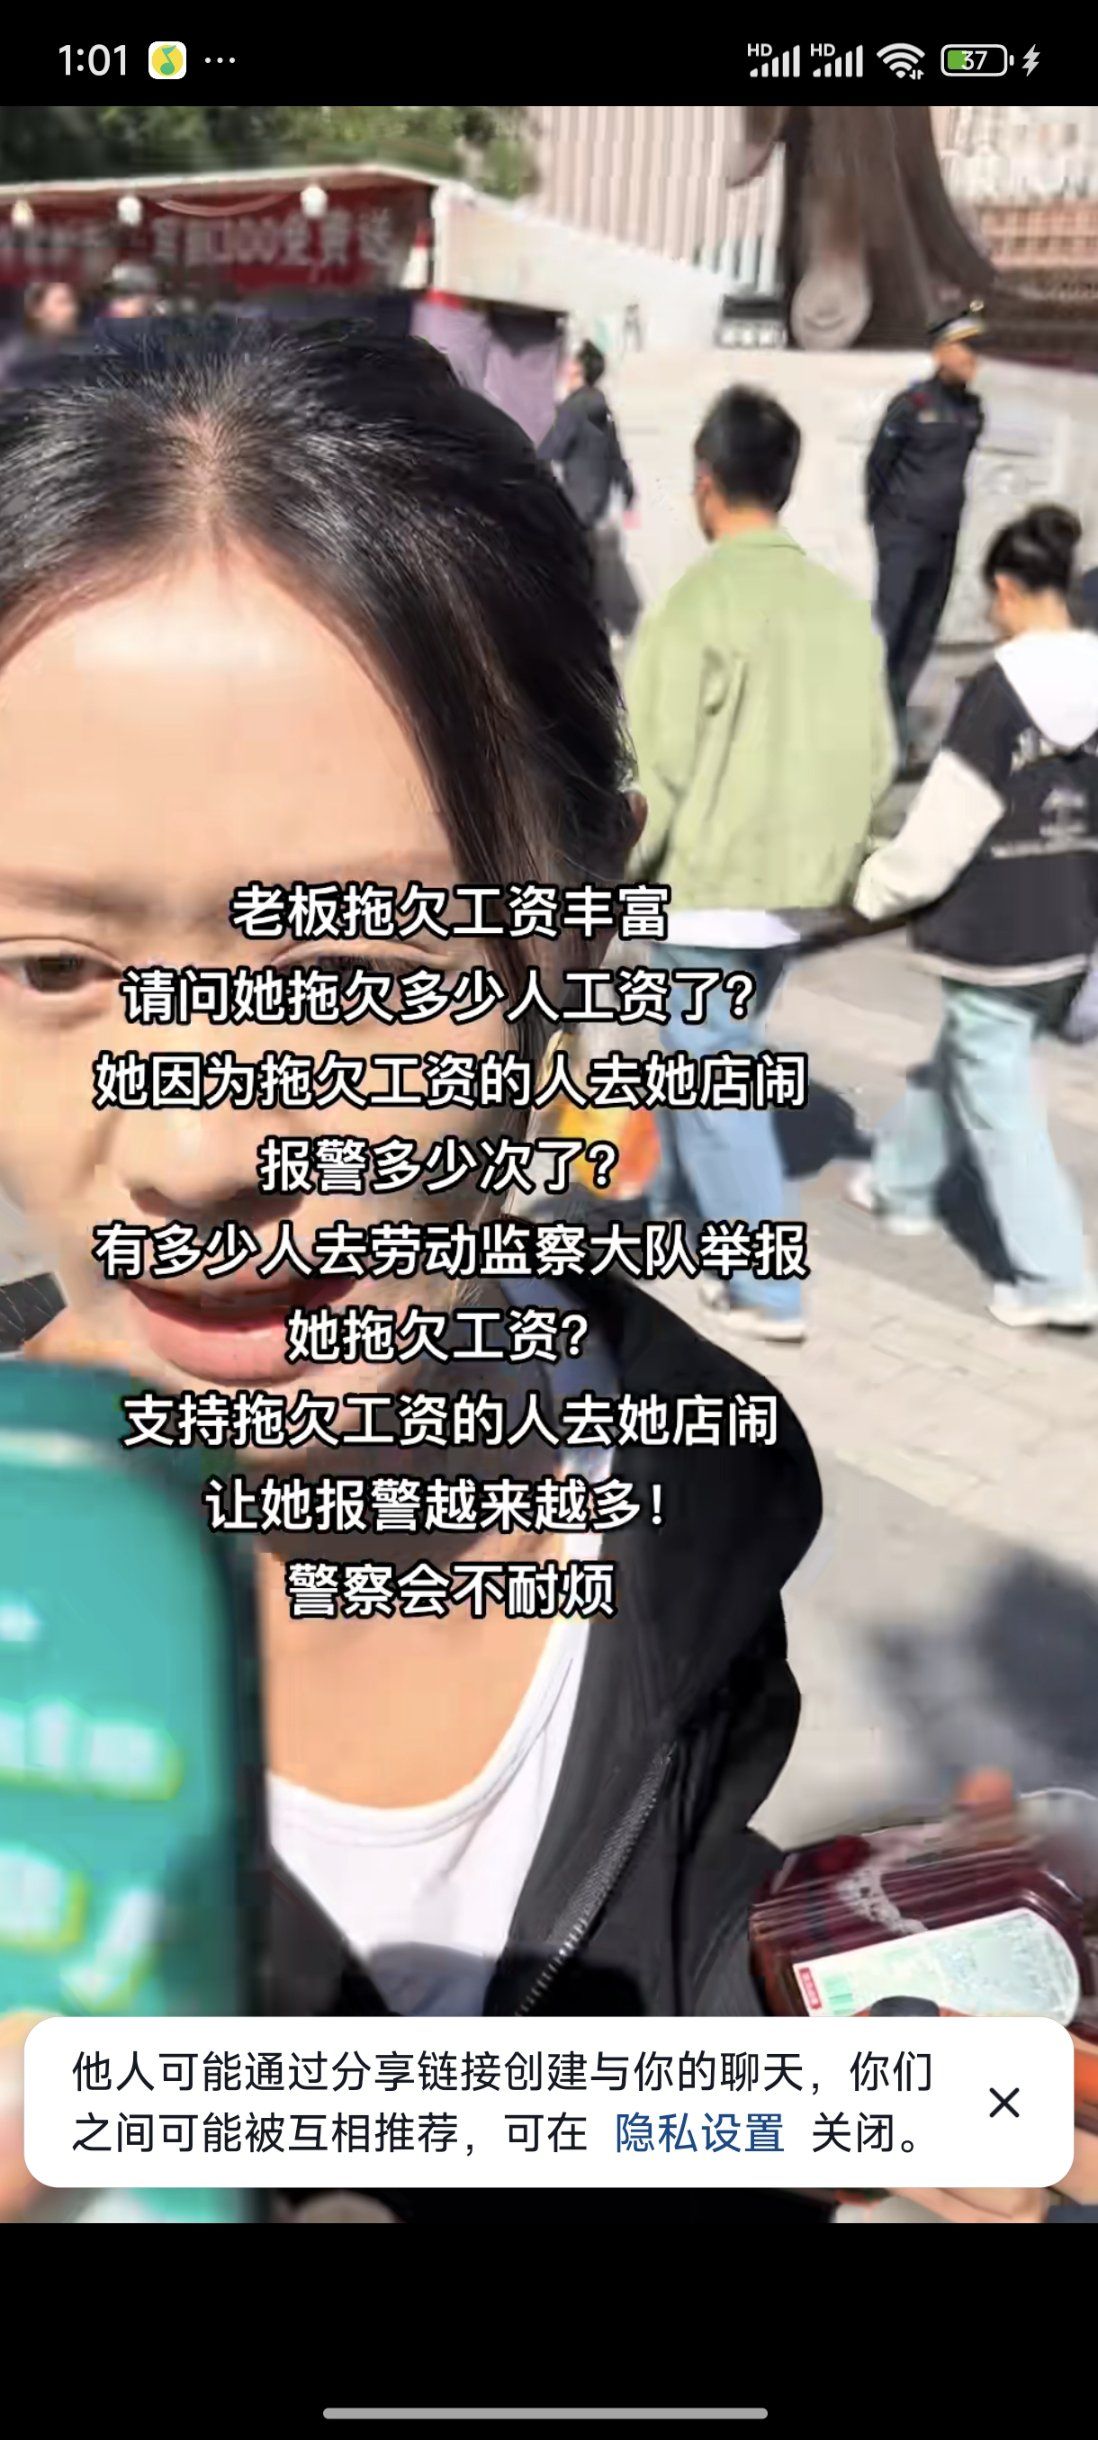 1:01
HD HD 37
老板拖欠工资丰富
请问她拖欠多少人工资了?
她因为拖欠工资的人去她店闹
报警多少次了?
有多少人去劳动监察大队举报
她拖欠工资?
支持拖欠工资的人去她店闹
让她报警越来越多!
警察会不耐烦
他人可能通过分享链接创建与你的聊天，你们
之间可能被互相推荐，可在 隐私设置 关闭。